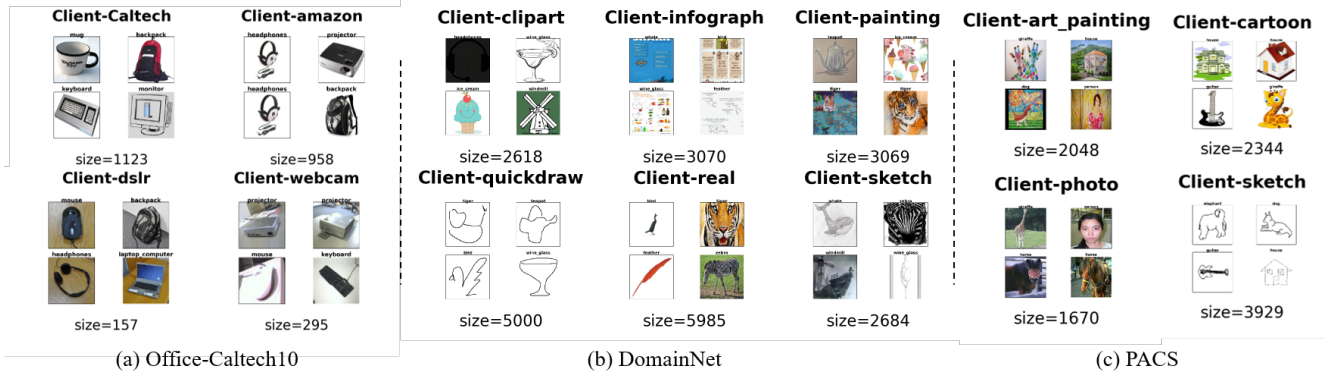 Client-Caltech
mug
backpack
keyboard
monitor
size=1123
Client-amazon
headphones
projector
headphones
backpack
size=958
Client-dslr
mouse
backpack
headphones
laptop_computer
size=157
Client-webcam
projector
projector
mouse
keyboard
size=295
(a) Office-Caltech10
Client-clipart
headphones
wine_glass
ice_cream
windmill
size=2618
Client-infograph
whale
bird
wine_glass
feather
size=3070
Client-painting
teapot
ice_cream
tiger
tiger
size=3069
Client-quickdraw
tiger
teapot
bird
wine_glass
size=5000
Client-real
bird
tiger
feather
zebra
size=5985
Client-sketch
whale
zebra
windmill
wine_glass
size=2684
(b) DomainNet
Client-art_painting
giraffe
house
dog
person
size=2048
Client-cartoon
house
house
guitar
giraffe
size=2344
Client-photo
giraffe
person
horse
horse
size=1670
Client-sketch
elephant
dog
guitar
house
size=3929
(c) PACS